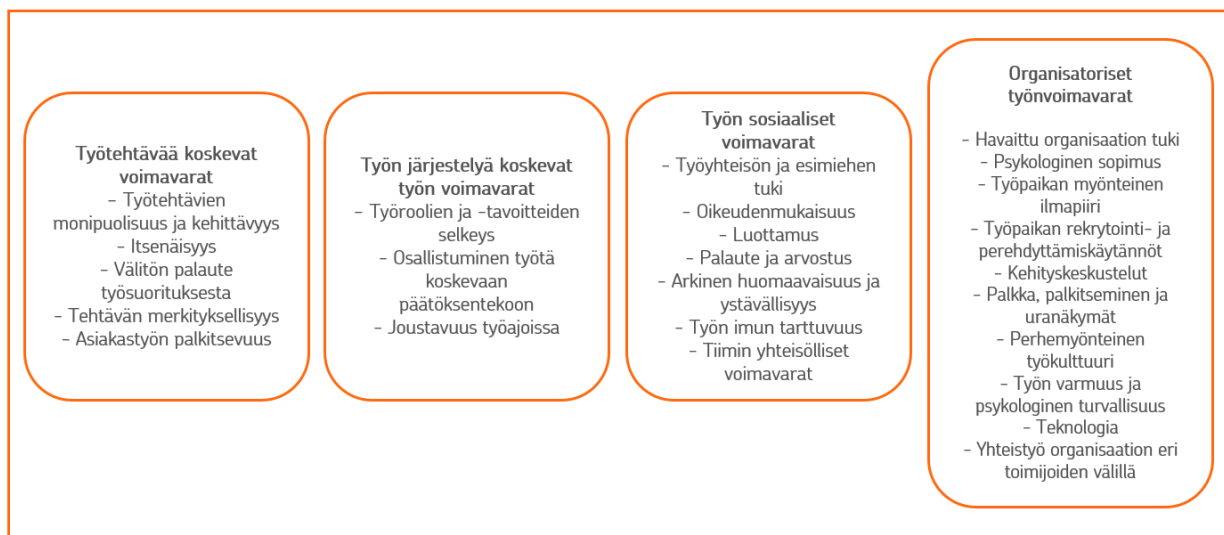 Työtehtävää koskevat
voimavarat
- Työtehtävien
monipuolisuus ja kehittävyys
- Itsenäisyys
- Välitön palaute
työsuorituksesta
- Tehtävän merkityksellisyys
- Asiakastyön palkitsevuus
Työn järjestelyä koskevat
työn voimavarat
- Työroolien ja -tavoitteiden
selkeys
- Osallistuminen työtä
koskevaan
päätöksentekoon
- Joustavuus työajoissa
Työn sosiaaliset
voimavarat
- Työyhteisön ja esimiehen
tuki
- Oikeudenmukaisuus
- Luottamus
- Palaute ja arvostus
- Arkinen huomaavaisuus ja
ystävällisyys
- Työn imun tarttuvuus
- Tiimin yhteisölliset
voimavarat
Organisatoriset
työnvoimavarat
- Havaittu organisaation tuki
- Psykologinen sopimus
- Työpaikan myönteinen
ilmapiiri
- Työpaikan rekrytointi- ja
perehdyttämiskäytännöt
- Kehityskeskustelut
- Palkka, palkitseminen ja
uranäkymät
- Perhemyönteinen
työkulttuuri
- Työn varmuus ja
psykologinen turvallisuus
- Teknologia
- Yhteistyö organisaation eri
toimijoiden välillä